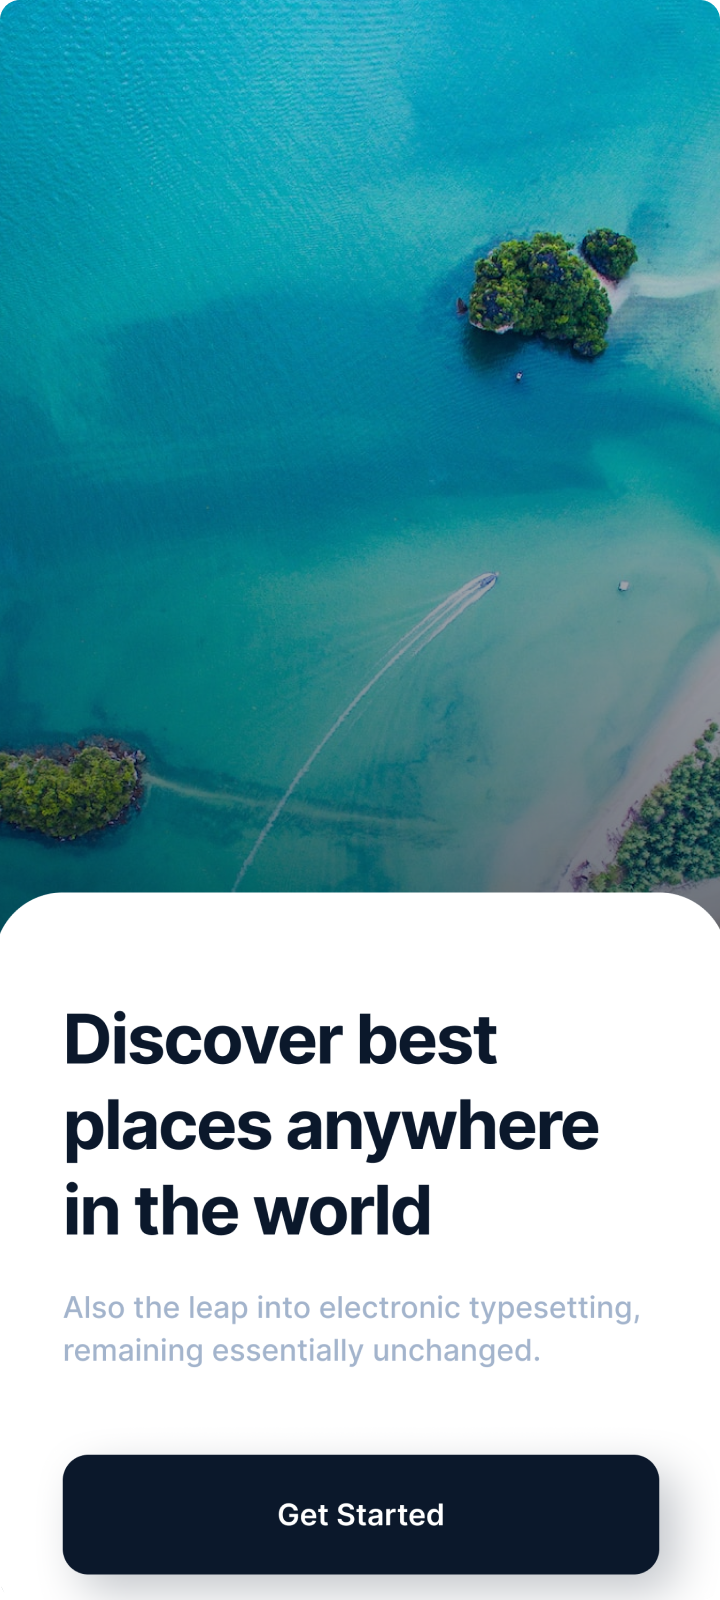 Discover best
places anywhere
in the world
Also the leap into electronic typesetting,
remaining essentially unchanged.
Get Started